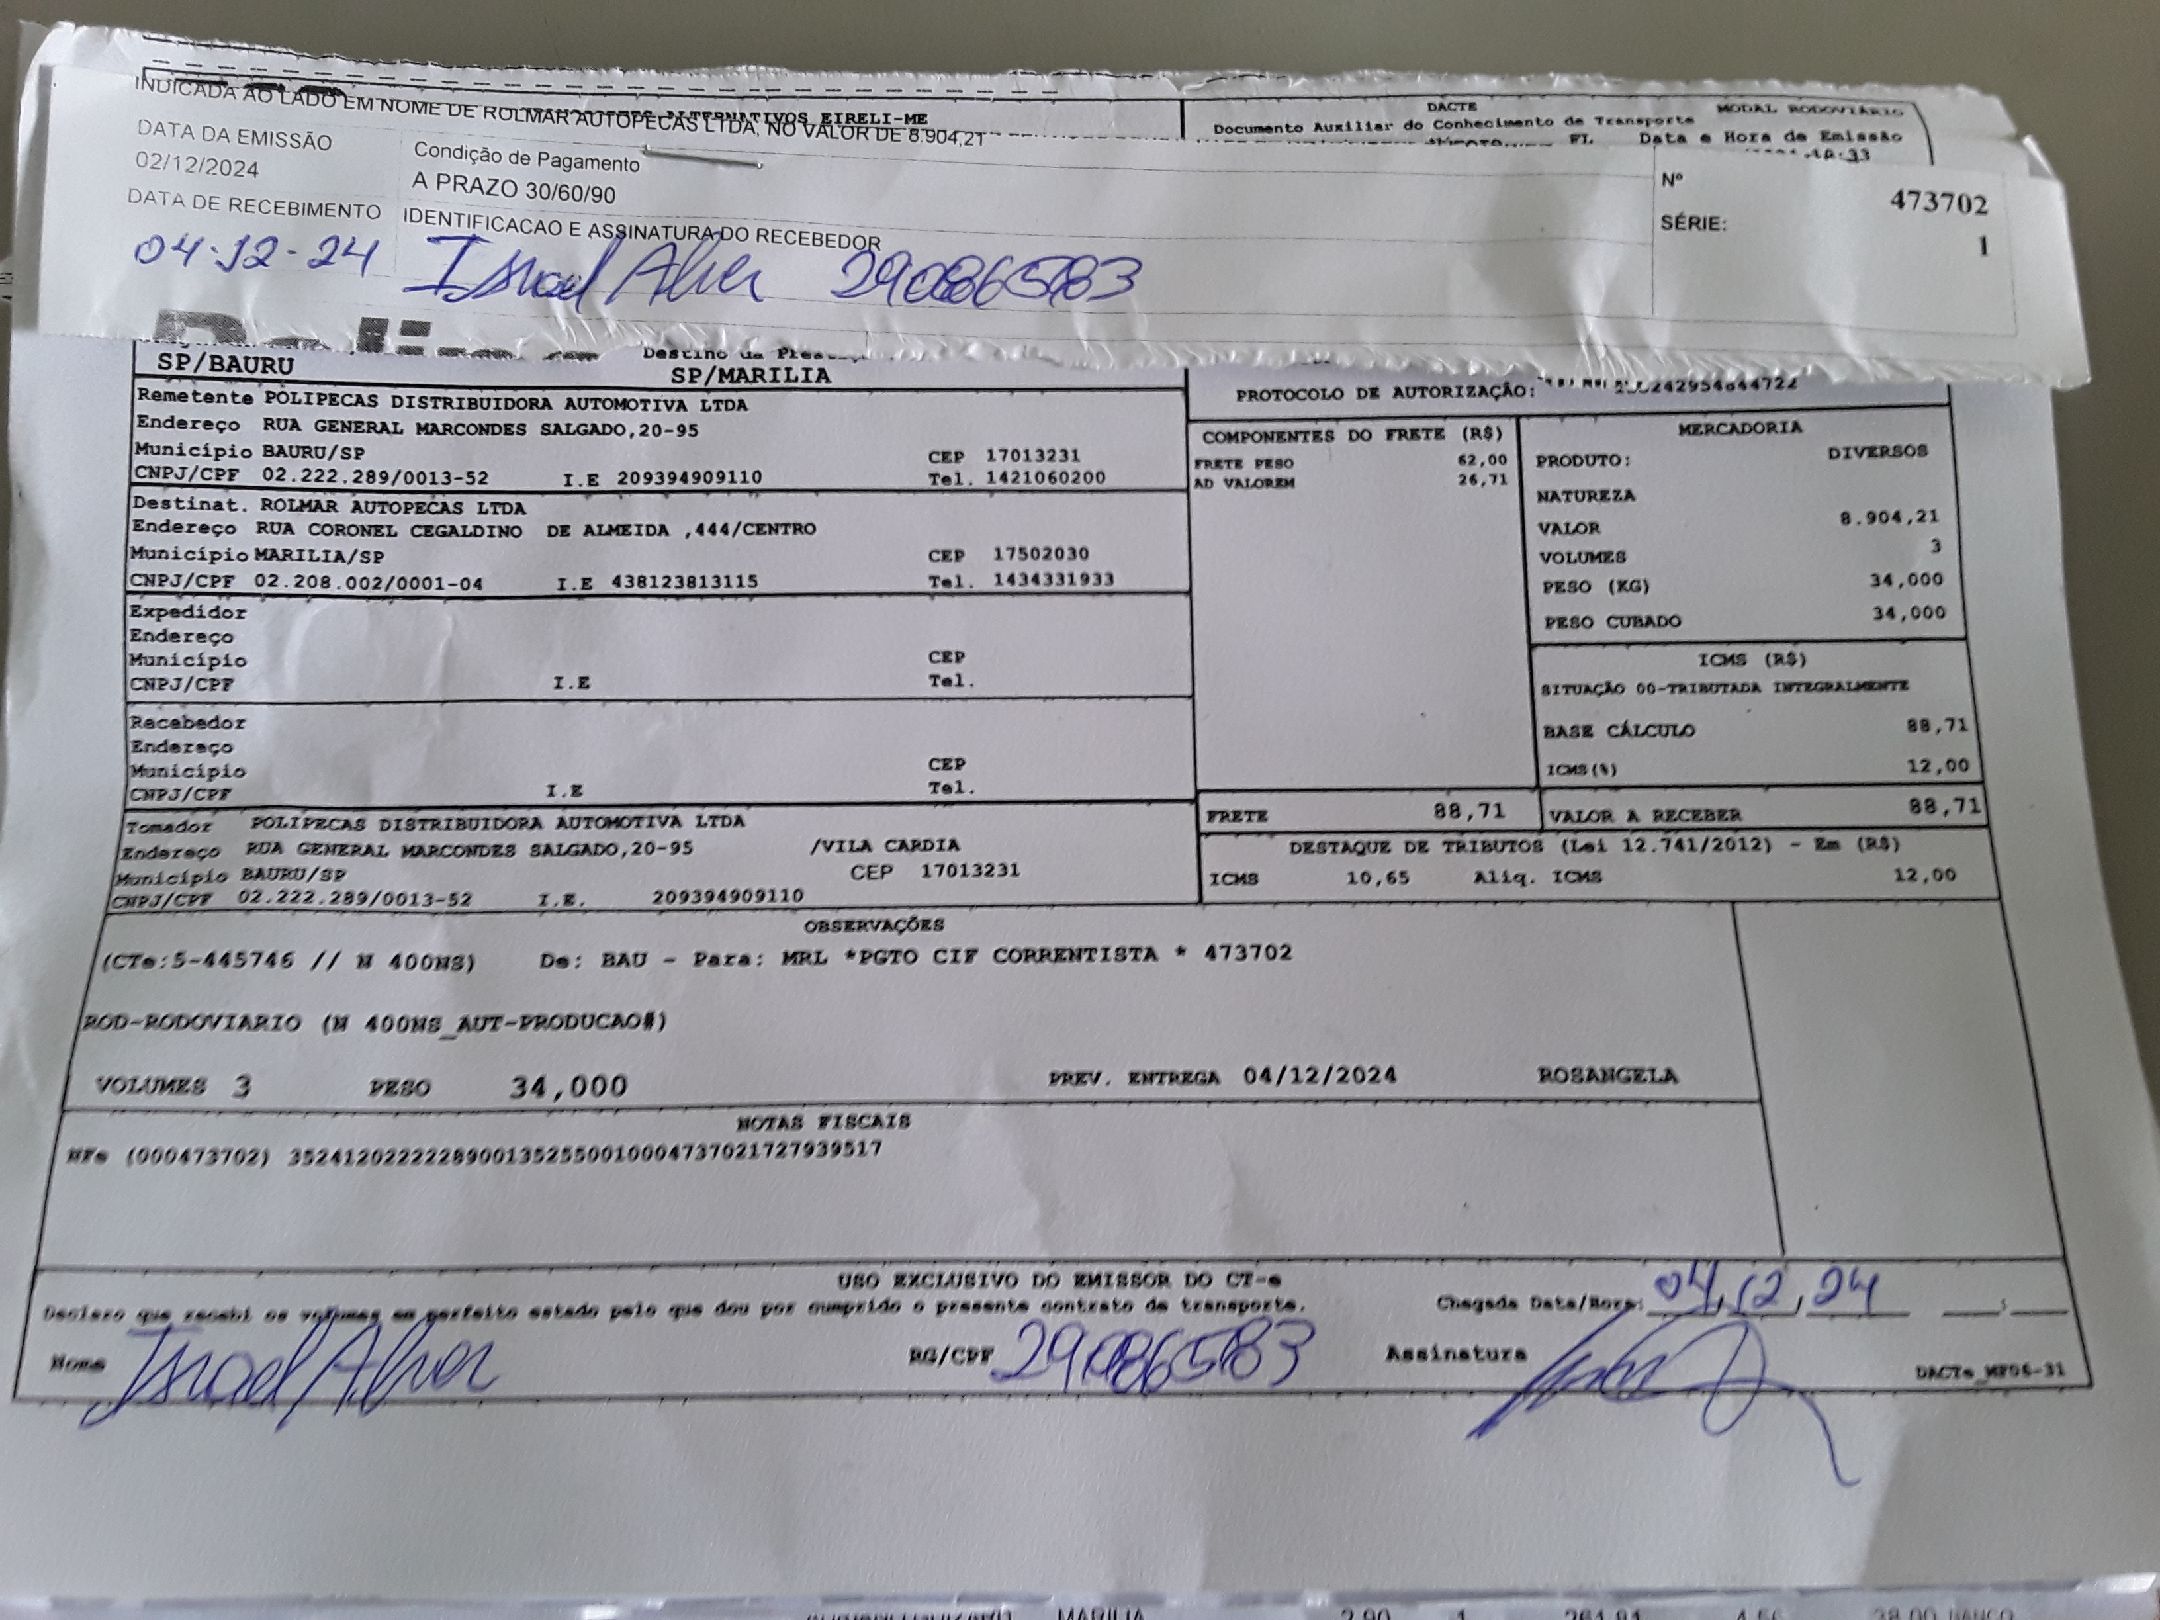 INDICADA AO LADO EM NOME DE ROLMAR AUTOPECAS LTDA, NO VALOR DE 8.904,21
EIRELI-ME
DATA DA EMISSÃO
02/12/2024
Condição de Pagamento
A PRAZO 30/60/90
DATA DE RECEBIMENTO
04.12.24
IDENTIFICACAO E ASSINATURA DO RECEBEDOR
Israel Alver 290865183
DACTE MODAL RODOVIÁRIO
Documento Auxiliar do Conhecimento de Transporte
FL Data e Hora de Emissão
Nº 473702
SÉRIE: 1
SP/BAURU
Destino da
SP/MARILIA
Remetente POLIPECAS DISTRIBUIDORA AUTOMOTIVA LTDA
Endereço RUA GENERAL MARCONDES SALGADO,20-95
Município BAURU/SP CEP 17013231
CNPJ/CPF 02.222.289/0013-52 I.E 209394909110 Tel. 1421060200
Destinat. ROLMAR AUTOPECAS LTDA
Endereço RUA CORONEL CEGALDINO DE ALMEIDA ,444/CENTRO
Município MARILIA/SP CEP 17502030
CNPJ/CPF 02.208.002/0001-04 I.E 438123813115 Tel. 1434331933
Expedidor
Endereço
Município CEP
CNPJ/CPF I.E Tel.
Recebedor
Endereço
Município CEP
CNPJ/CPF I.E Tel.
Tomador POLIPECAS DISTRIBUIDORA AUTOMOTIVA LTDA
Endereço RUA GENERAL MARCONDES SALGADO,20-95 /VILA CARDIA
Município BAURU/SP CEP 17013231
CNPJ/CPF 02.222.289/0013-52 I.E. 209394909110
PROTOCOLO DE AUTORIZAÇÃO:
COMPONENTES DO FRETE (R$)
FRETE PESO 62,00
AD VALOREM 26,71
MERCADORIA
PRODUTO: DIVERSOS
NATUREZA
VALOR 8.904,21
VOLUMES 3
PESO (KG) 34,000
PESO CUBADO 34,000
ICMS (R$)
SITUAÇÃO 00-TRIBUTADA INTEGRALMENTE
BASE CÁLCULO 88,71
ICMS(%) 12,00
FRETE 88,71
VALOR A RECEBER 88,71
DESTAQUE DE TRIBUTOS (Lei 12.741/2012) - Em (R$)
ICMS 10,65 Aliq. ICMS 12,00
OBSERVAÇÕES
(CTe:5-445746 // N 400NS) De: BAU - Para: MRL *PGTO CIF CORRENTISTA * 473702
ROD-RODOVIARIO (N 400NS_AUT-PRODUCAO#)
VOLUMES 3 PESO 34,000 PREV. ENTREGA 04/12/2024 ROSANGELA
NOTAS FISCAIS
NFe (000473702) 35241202222289001352550010004737021727939517
USO EXCLUSIVO DO EMISSOR DO CT-e
Declaro que recebi os volumes em perfeito estado pelo que dou por cumprido o presente contrato de transporte.
Chegada Data/Hora: 04,12,24
Nome Israel Alver RG/CPF 290865183 Assinatura
DACTe_MF06-31
MARILIA